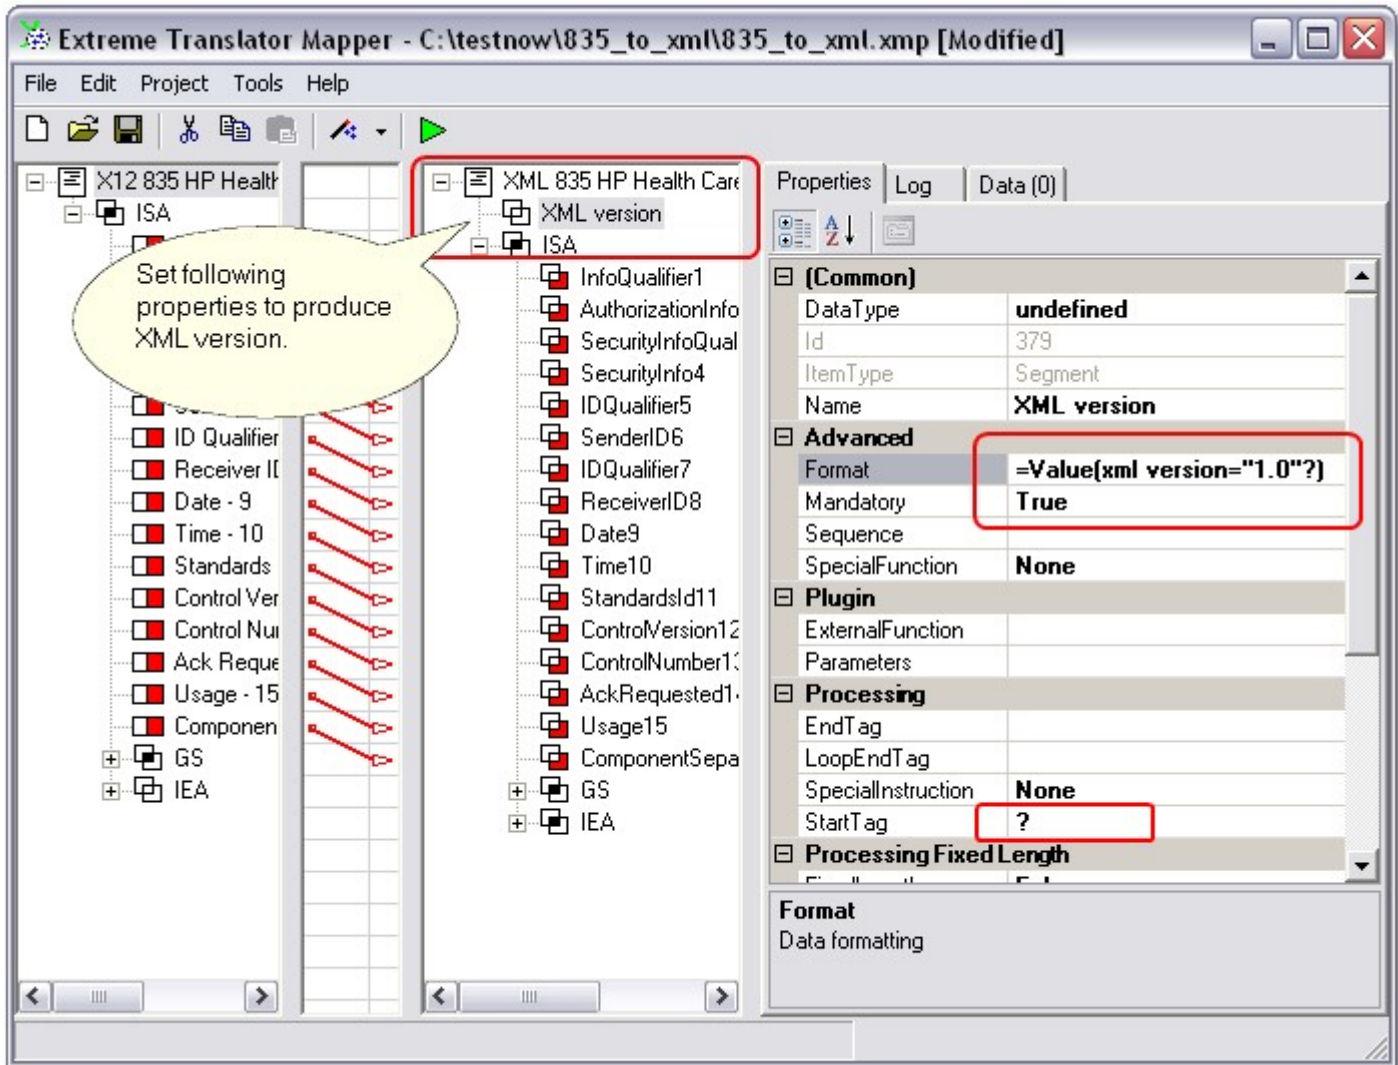 Extreme Translator Mapper - C:\testnow\835_to_xml\835_to_xml.xmp [Modified]
File Edit Project Tools Help
X12 835 HP Health
ISA
Set following
properties to produce
XML version.
ID Qualifier
Receiver ID
Date - 9
Time - 10
Standards
Control Ver
Control Nu
Ack Reque
Usage - 15
Componen
GS
IEA
XML 835 HP Health Care
XML version
ISA
InfoQualifier1
AuthorizationInfo
SecurityInfoQual
SecurityInfo4
IDQualifier5
SenderID6
IDQualifier7
ReceiverID8
Date9
Time10
StandardsId11
ControlVersion12
ControlNumber13
AckRequested14
Usage15
ComponentSepa
GS
IEA
Properties Log Data (0)
(Common)
DataType undefined
Id 379
ItemType Segment
Name XML version
Advanced
Format =Value(xml version="1.0"?)
Mandatory True
Sequence
SpecialFunction None
Plugin
ExternalFunction
Parameters
Processing
EndTag
LoopEndTag
SpecialInstruction None
StartTag ?
Processing Fixed Length
Format
Data formatting